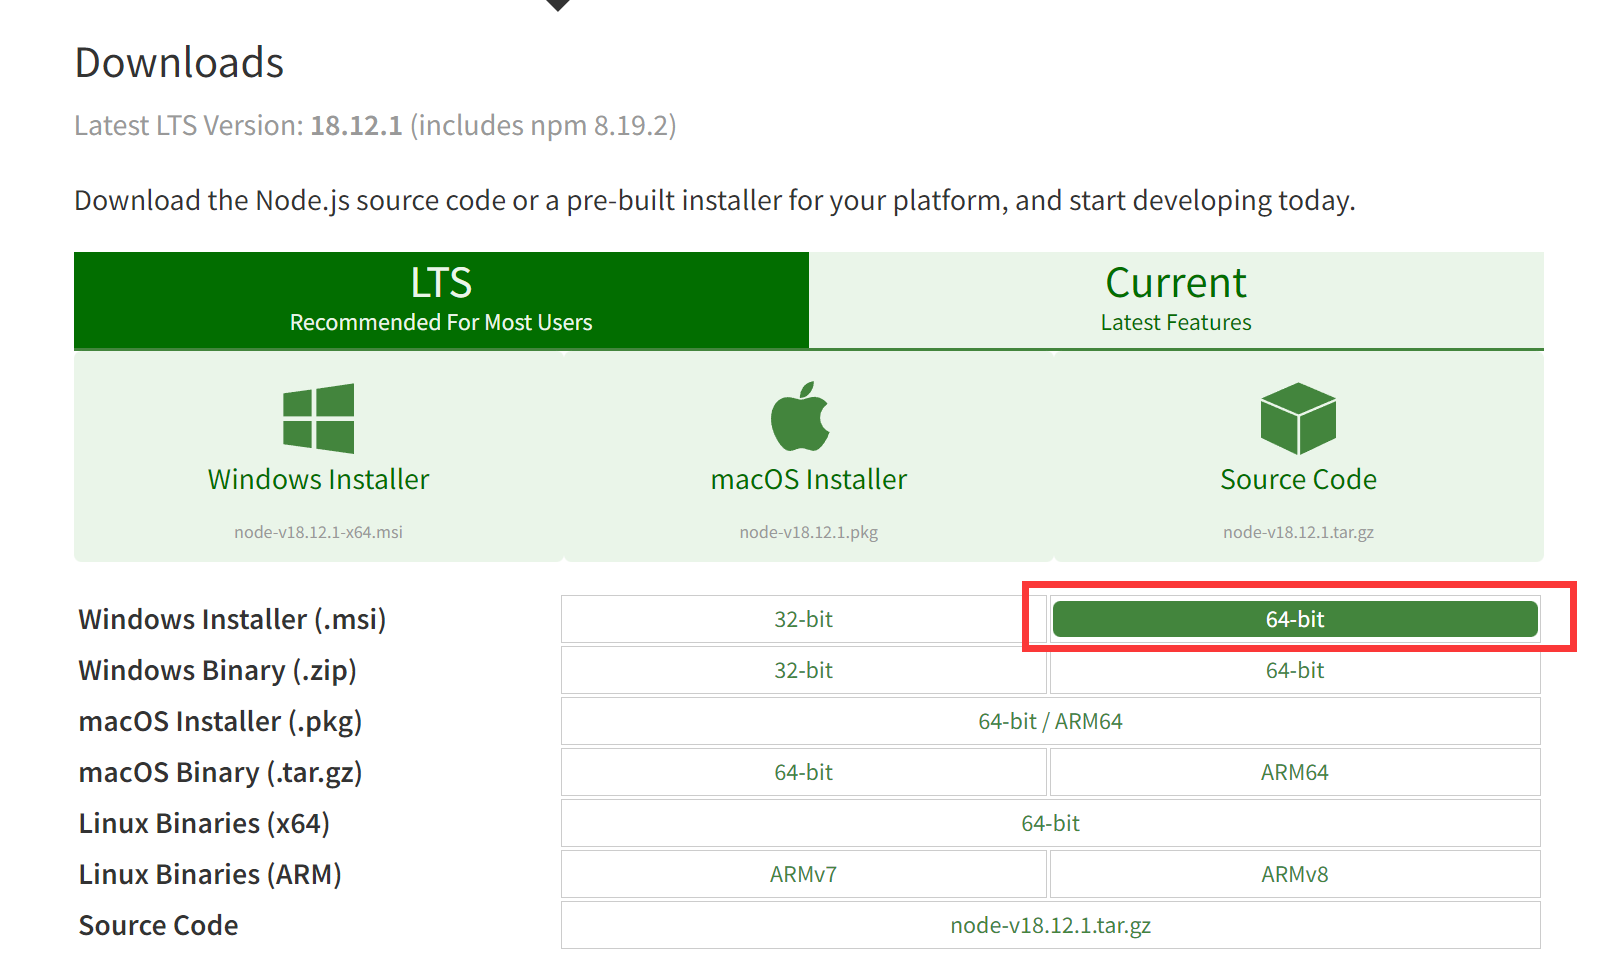 Downloads
Latest LTS Version: 18.12.1 (includes npm 8.19.2)
Download the Node.js source code or a pre-built installer for your platform, and start developing today.
LTS
Recommended For Most Users
Current
Latest Features
Windows Installer
node-v18.12.1-x64.msi
macOS Installer
node-v18.12.1.pkg
Source Code
node-v18.12.1.tar.gz
Windows Installer (.msi) 32-bit 64-bit
Windows Binary (.zip) 32-bit 64-bit
macOS Installer (.pkg) 64-bit / ARM64
macOS Binary (.tar.gz) 64-bit ARM64
Linux Binaries (x64) 64-bit
Linux Binaries (ARM) ARMv7 ARMv8
Source Code node-v18.12.1.tar.gz